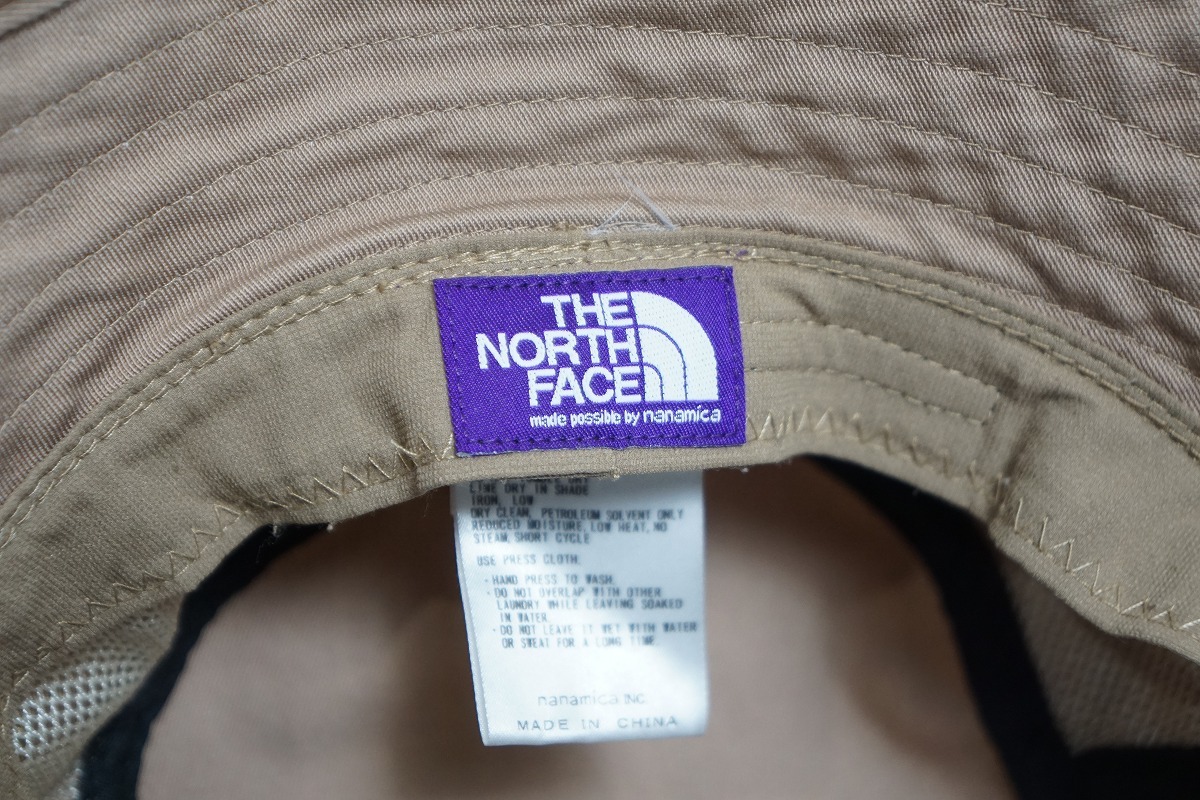 THE
NORTH
FACE
made possible by nanamica
LINE DRY IN SHADE
IRON, LOW
DRY CLEAN, PETROLEUM SOLVENT ONLY
REDUCED MOISTURE, LOW HEAT, NO
STEAM, SHORT CYCLE
USE PRESS CLOTH.
・HAND PRESS TO WASH.
・DO NOT OVERLAP WITH OTHER
LAUNDRY WHILE LEAVING SOAKED
IN WATER.
・DO NOT LEAVE IT WET WITH WATER
OR SWEAT FOR A LONG TIME.
nanamica INC.
MADE IN CHINA